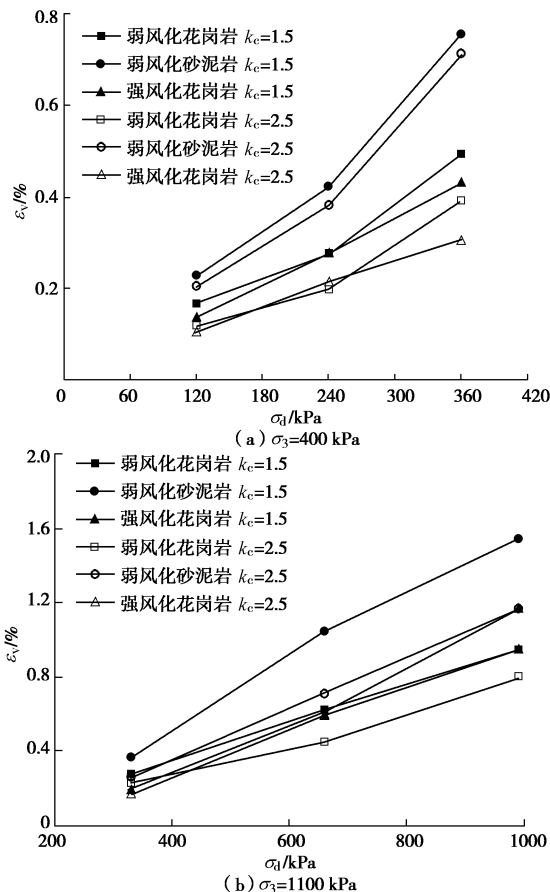 0.8
0.6
0.4
0.2
εv/%
弱风化花岗岩 kc=1.5
弱风化砂泥岩 kc=1.5
强风化花岗岩 kc=1.5
弱风化花岗岩 kc=2.5
弱风化砂泥岩 kc=2.5
强风化花岗岩 kc=2.5
0 60 120 180 240 300 360 420
σd/kPa
(a) σ3=400 kPa
2.0
1.6
1.2
0.8
0.4
0
εv/%
弱风化花岗岩 kc=1.5
弱风化砂泥岩 kc=1.5
强风化花岗岩 kc=1.5
弱风化花岗岩 kc=2.5
弱风化砂泥岩 kc=2.5
强风化花岗岩 kc=2.5
200 400 600 800 1000
σd/kPa
(b) σ3=1100 kPa